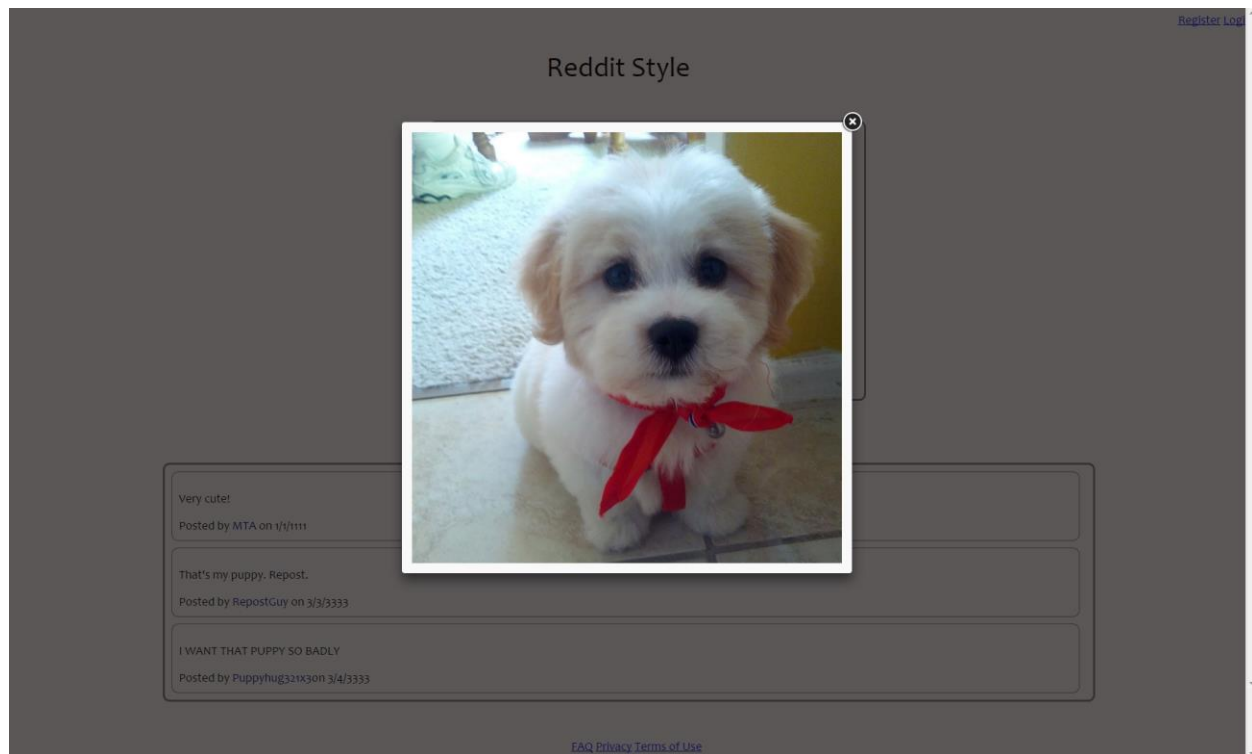 Register Logi
Reddit Style
Very cute!
Posted by MTA on 1/1/1111
That's my puppy. Repost.
Posted by RepostGuy on 3/3/3333
I WANT THAT PUPPY SO BADLY
Posted by Puppyhug321x3on 3/4/3333
FAQ Privacy Terms of Use